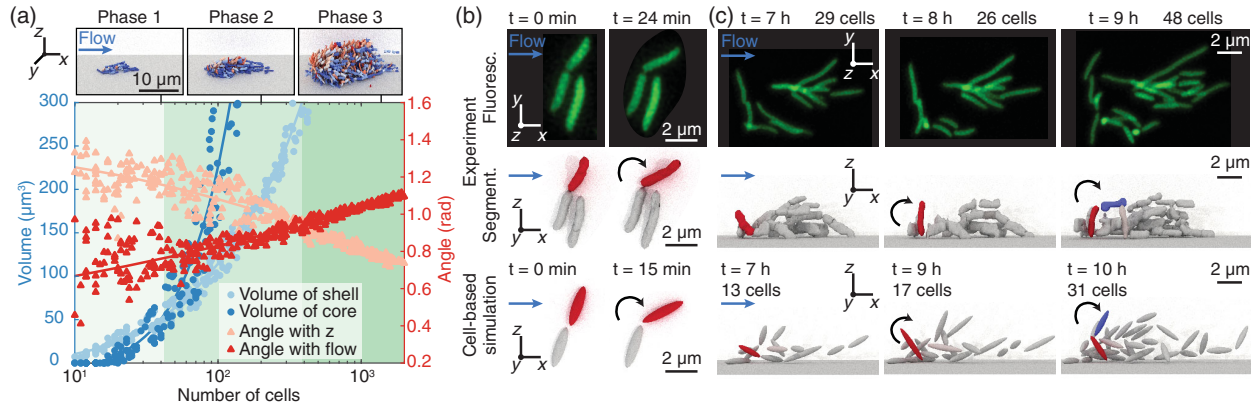 (a)
Phase 1
Phase 2
Phase 3
z
y
x
Flow
10 μm
300
250
200
150
100
50
0
Volume (μm³)
1.6
1.4
1.2
1.0
0.8
0.6
0.4
0.2
Angle (rad)
Volume of shell
Volume of core
Angle with z
Angle with flow
10¹
10²
10³
Number of cells
(b)
t = 0 min
t = 24 min
Flow
y
z
x
2 μm
Experiment
Fluoresc.
Segment.
z
y
x
2 μm
Cell-based
simulation
t = 0 min
t = 15 min
z
y
x
2 μm
(c)
t = 7 h
29 cells
t = 8 h
26 cells
t = 9 h
48 cells
Flow
y
z
x
2 μm
z
y
x
2 μm
t = 7 h
13 cells
z
y
x
t = 9 h
17 cells
t = 10 h
31 cells
2 μm